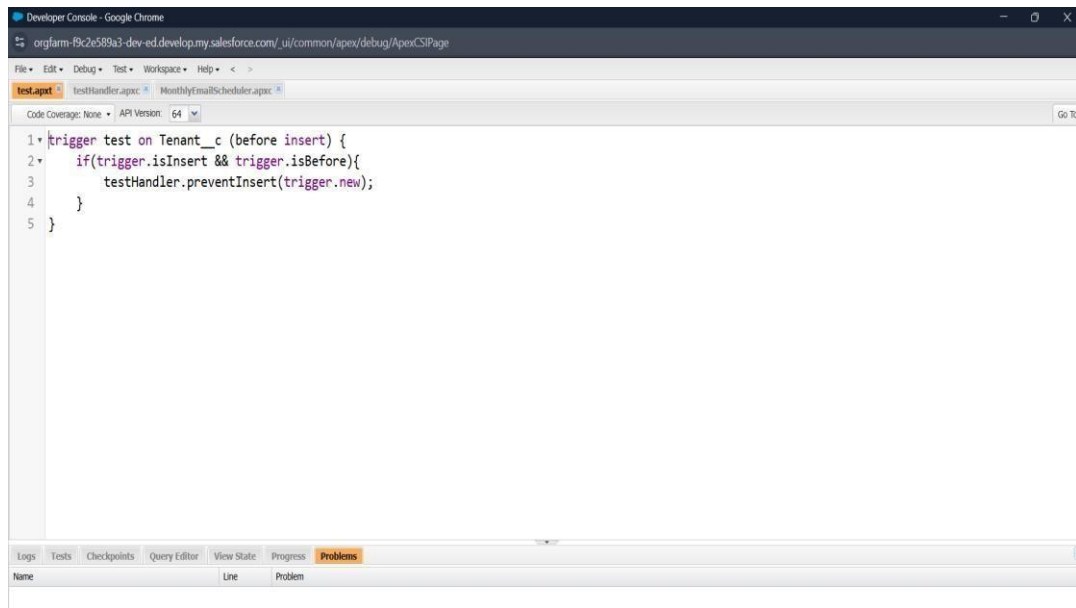 Developer Console - Google Chrome
orgfarm-f9c2e589a3-dev-ed.develop.my.salesforce.com/_ui/common/apex/debug/ApexCSIPage
File Edit Debug Test Workspace Help < >
test.apxt testHandler.apxc MonthlyEmailScheduler.apxc
Code Coverage: None API Version: 64 Go To
1 trigger test on Tenant__c (before insert) {
2 if(trigger.isInsert && trigger.isBefore){
3 testHandler.preventInsert(trigger.new);
4 }
5 }
Logs Tests Checkpoints Query Editor View State Progress Problems
Name Line Problem